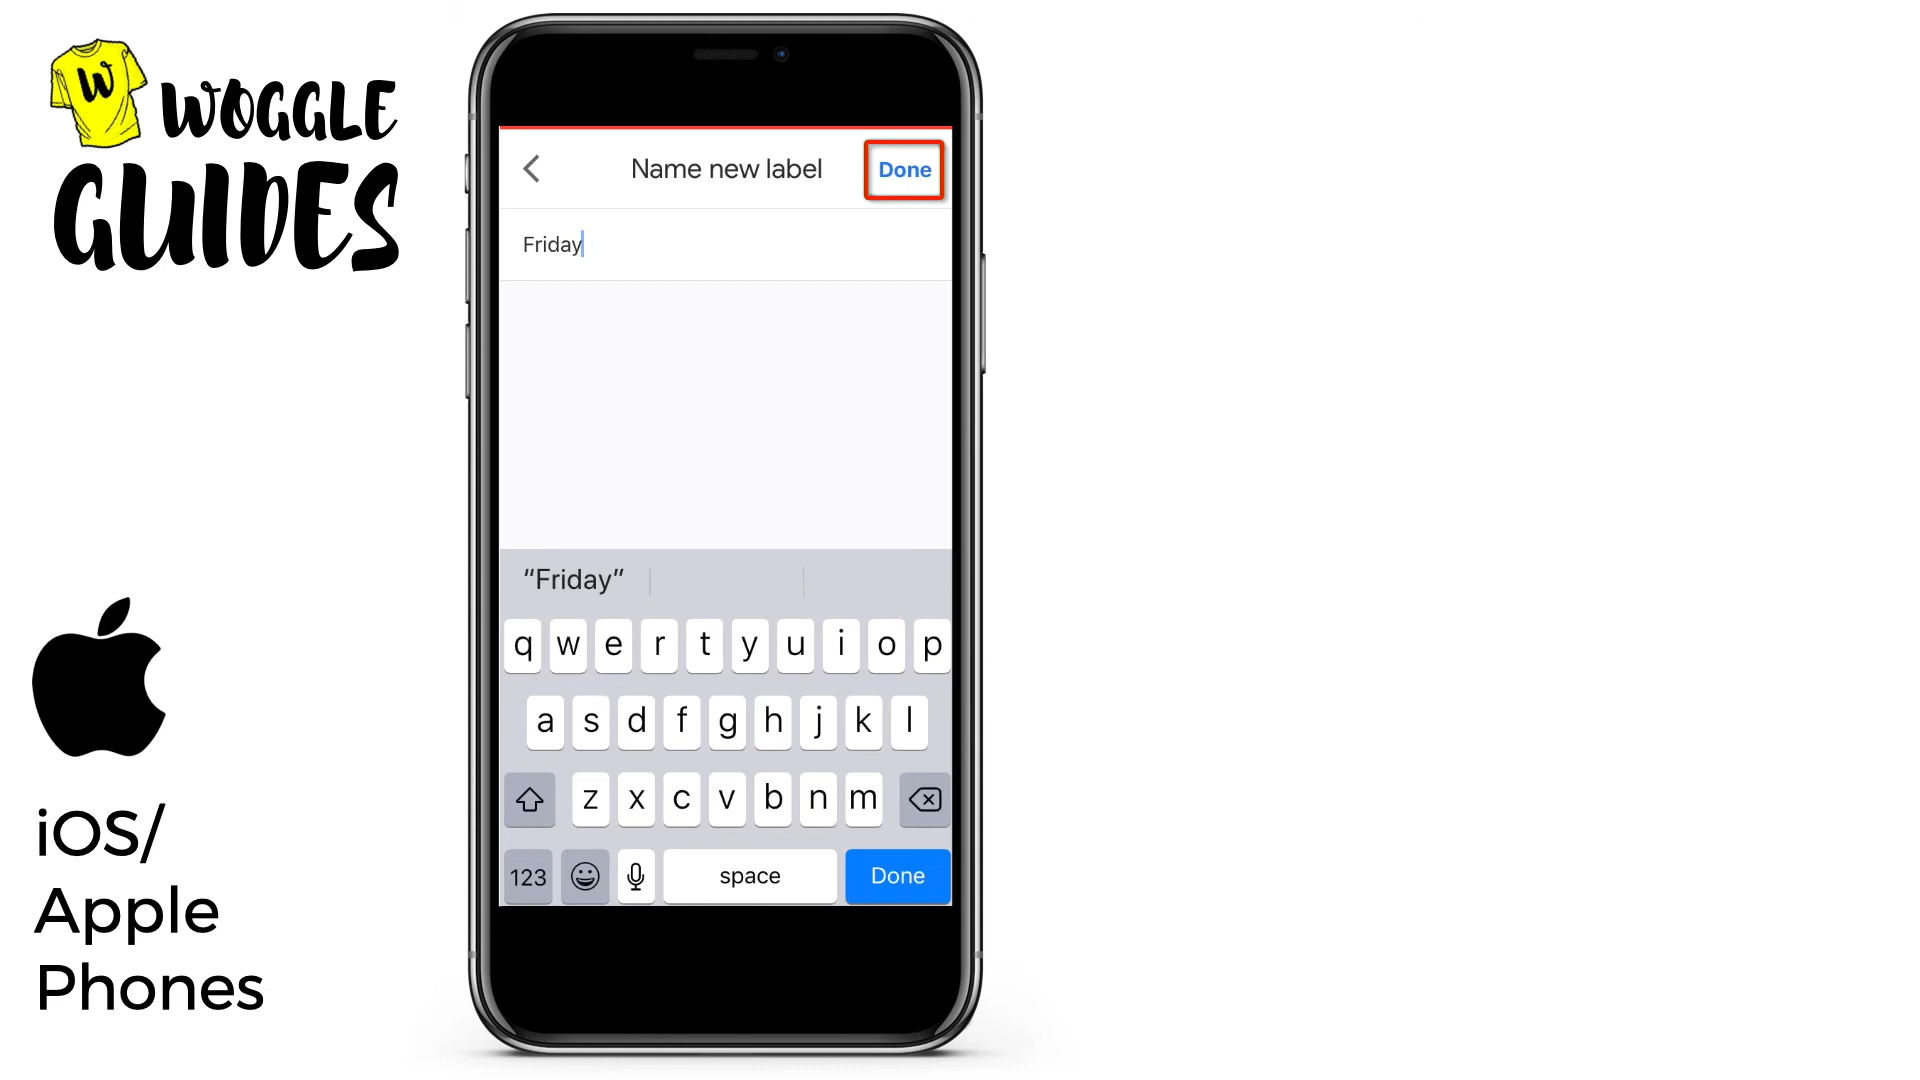 W WOGGLE
GUIDES
Name new label
Done
Friday
“Friday”
q w e r t y u i o p
a s d f g h j k l
z x c v b n m
123
space
Done
iOS/
Apple
Phones